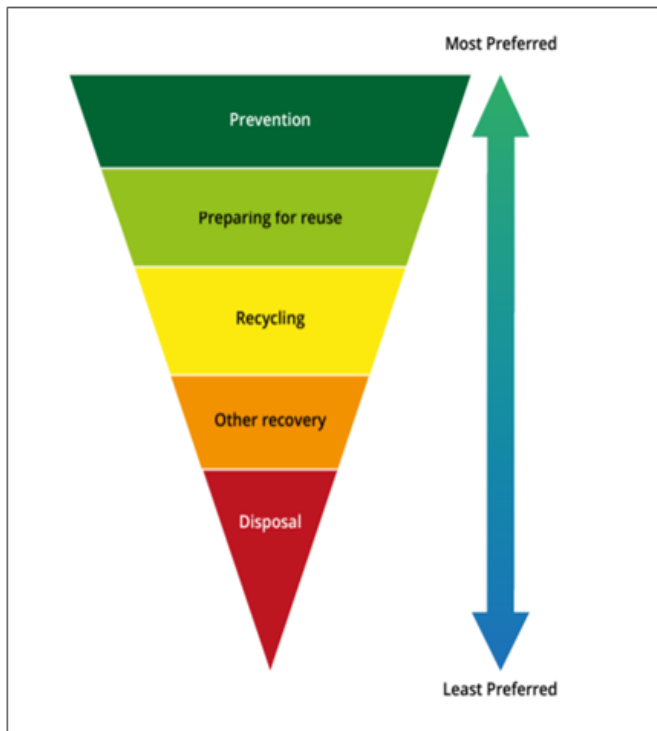 Most Preferred
Prevention
Preparing for reuse
Recycling
Other recovery
Disposal
Least Preferred